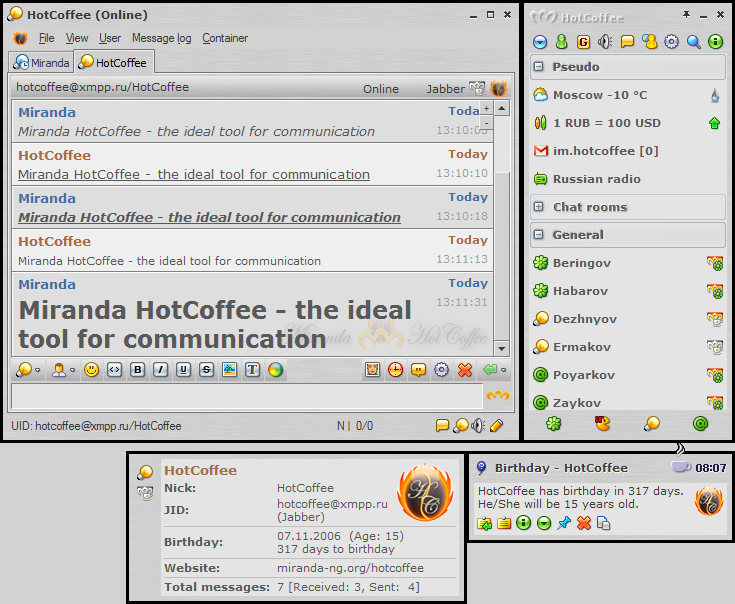 HotCoffee (Online)
File View User Message log Container
Miranda HotCoffee
hotcoffee@xmpp.ru/HotCoffee Online Jabber
Miranda Today
Miranda HotCoffee - the ideal tool for communication 13:10:03
HotCoffee Today
Miranda HotCoffee - the ideal tool for communication 13:10:10
Miranda Today
Miranda HotCoffee - the ideal tool for communication 13:10:18
HotCoffee Today
Miranda HotCoffee - the ideal tool for communication 13:11:13
Miranda Today
13:11:31
Miranda HotCoffee - the ideal
tool for communication
Miranda HotCoffee
UID: hotcoffee@xmpp.ru/HotCoffee N | 0/0
HotCoffee
Pseudo
Moscow -10 °C
1 RUB = 100 USD
im.hotcoffee [0]
Russian radio
Chat rooms
General
Beringov
Habarov
Dezhnyov
Ermakov
Poyarkov
Zaykov
HotCoffee
Nick: HotCoffee
JID: hotcoffee@xmpp.ru
(Jabber)
Birthday: 07.11.2006 (Age: 15)
317 days to birthday
Website: miranda-ng.org/hotcoffee
Total messages: 7 [Received: 3, Sent: 4]
Birthday - HotCoffee 08:07
HotCoffee has birthday in 317 days.
He/She will be 15 years old.